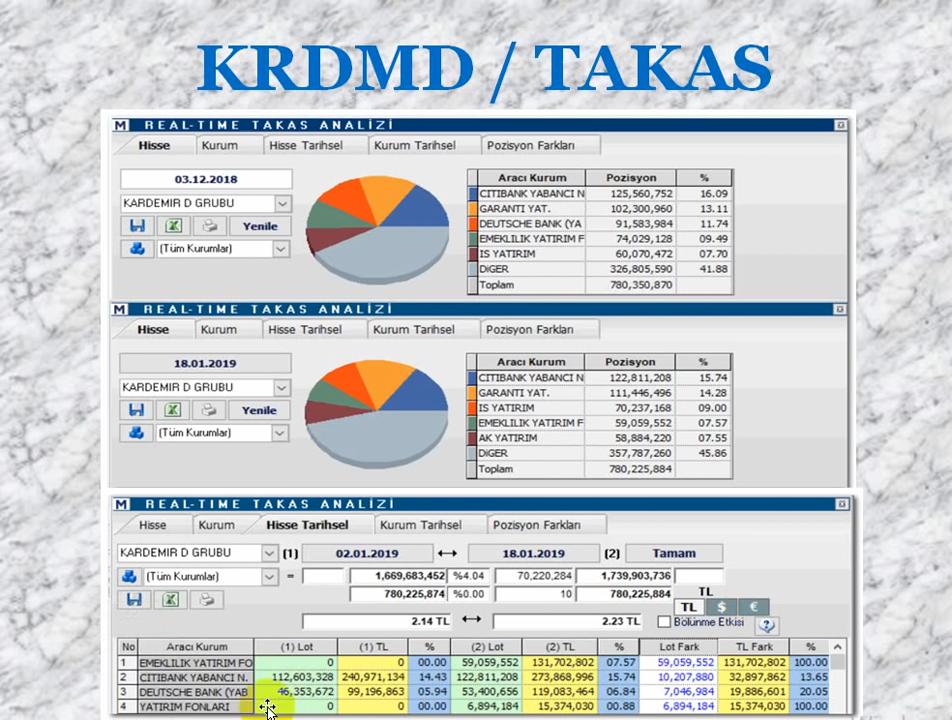 KRDMD / TAKAS
M REAL-TIME TAKAS ANALİZİ
Hisse Kurum Hisse Tarihsel Kurum Tarihsel Pozisyon Farkları
03.12.2018
KARDEMIR D GRUBU
Yenile
(Tüm Kurumlar)
Aracı Kurum Pozisyon %
CITIBANK YABANCI N 125,560,752 16.09
GARANTI YAT. 102,300,960 13.11
DEUTSCHE BANK (YA 91,583,984 11.74
EMEKLILIK YATIRIM F 74,029,128 09.49
IS YATIRIM 60,070,472 07.70
DiGER 326,805,590 41.88
Toplam 780,350,870
M REAL-TIME TAKAS ANALİZİ
Hisse Kurum Hisse Tarihsel Kurum Tarihsel Pozisyon Farkları
18.01.2019
KARDEMIR D GRUBU
Yenile
(Tüm Kurumlar)
Aracı Kurum Pozisyon %
CITIBANK YABANCI N 122,811,208 15.74
GARANTI YAT. 111,446,496 14.28
IS YATIRIM 70,237,168 09.00
EMEKLILIK YATIRIM F 59,059,552 07.57
AK YATIRIM 58,884,220 07.55
DiGER 357,787,260 45.86
Toplam 780,225,884
M REAL-TIME TAKAS ANALİZİ
Hisse Kurum Hisse Tarihsel Kurum Tarihsel Pozisyon Farkları
KARDEMIR D GRUBU (1) 02.01.2019 ↔ 18.01.2019 (2) Tamam
(Tüm Kurumlar) = 1,669,683,452 %4.04 70,220,284 1,739,903,736
780,225,874 %0.00 10 780,225,884 TL
TL $ €
2.14 TL ↔ 2.23 TL Bölünme Etkisi
No Aracı Kurum (1) Lot (1) TL % (2) Lot (2) TL % Lot Fark TL Fark %
1 EMEKLILIK YATIRIM FO 0 0 00.00 59,059,552 131,702,802 07.57 59,059,552 131,702,802 100.00
2 CITIBANK YABANCI N. 112,603,328 240,971,134 14.43 122,811,208 273,868,996 15.74 10,207,880 32,897,862 13.65
3 DEUTSCHE BANK (YAB 46,353,672 99,196,863 05.94 53,400,656 119,083,464 06.84 7,046,984 19,886,601 20.05
4 YATIRIM FONLARI 0 0 00.00 6,894,184 15,374,030 00.88 6,894,184 15,374,030 100.00